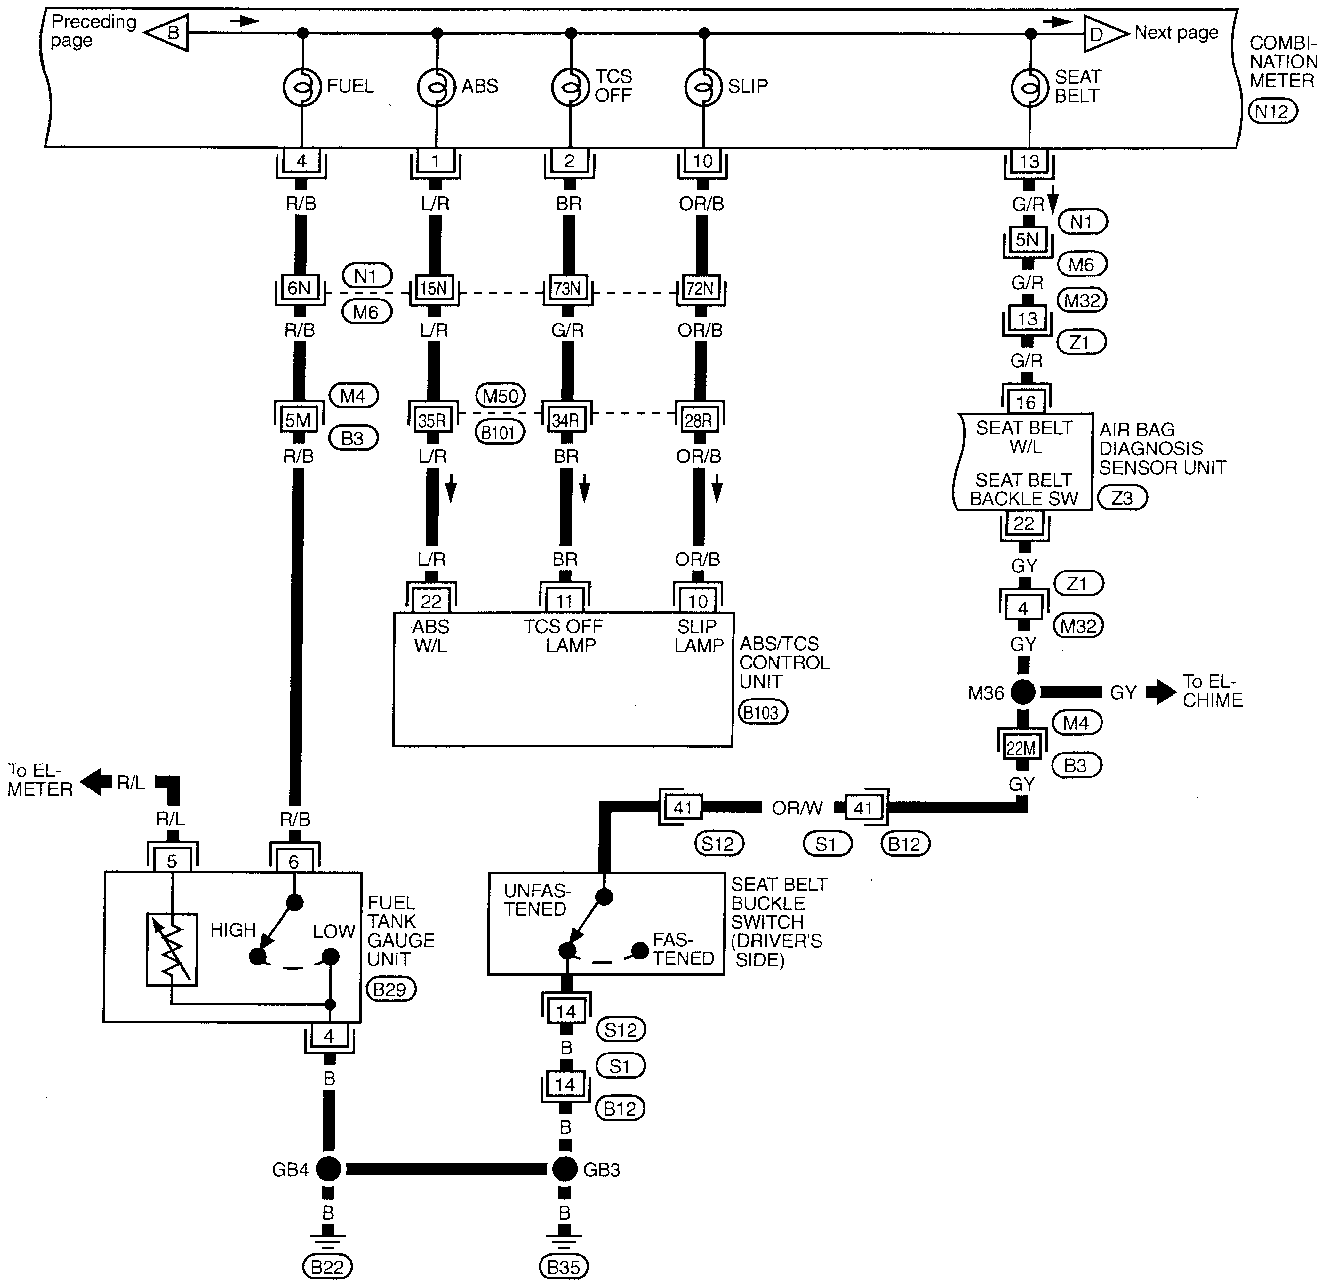 Preceding
page
B
D
Next page
COMBI-
NATION
METER
N12
FUEL
ABS
TCS
OFF
SLIP
SEAT
BELT
4
1
2
10
13
R/B
L/R
BR
OR/B
G/R
N1
5N
M6
6N
N1
15N
73N
72N
M6
G/R
M32
13
Z1
R/B
L/R
G/R
OR/B
G/R
5M
M4
B3
35R
M50
B101
34R
28R
16
SEAT BELT
W/L
SEAT BELT
BACKLE SW
AIR BAG
DIAGNOSIS
SENSOR UNIT
Z3
R/B
L/R
BR
OR/B
22
GY
L/R
BR
OR/B
Z1
4
M32
22
11
10
ABS
W/L
TCS OFF
LAMP
SLIP
LAMP
ABS/TCS
CONTROL
UNIT
B103
GY
M36
GY
To EL-
CHIME
M4
22M
B3
GY
To EL-
METER
R/L
R/L
R/B
41
OR/W
41
S12
S1
B12
5
6
HIGH
LOW
FUEL
TANK
GAUGE
UNIT
B29
UNFAS-
TENED
FAS-
TENED
SEAT BELT
BUCKLE
SWITCH
(DRIVER'S
SIDE)
4
B
14
S12
B
S1
14
B12
B
GB4
GB3
B
B
B22
B35